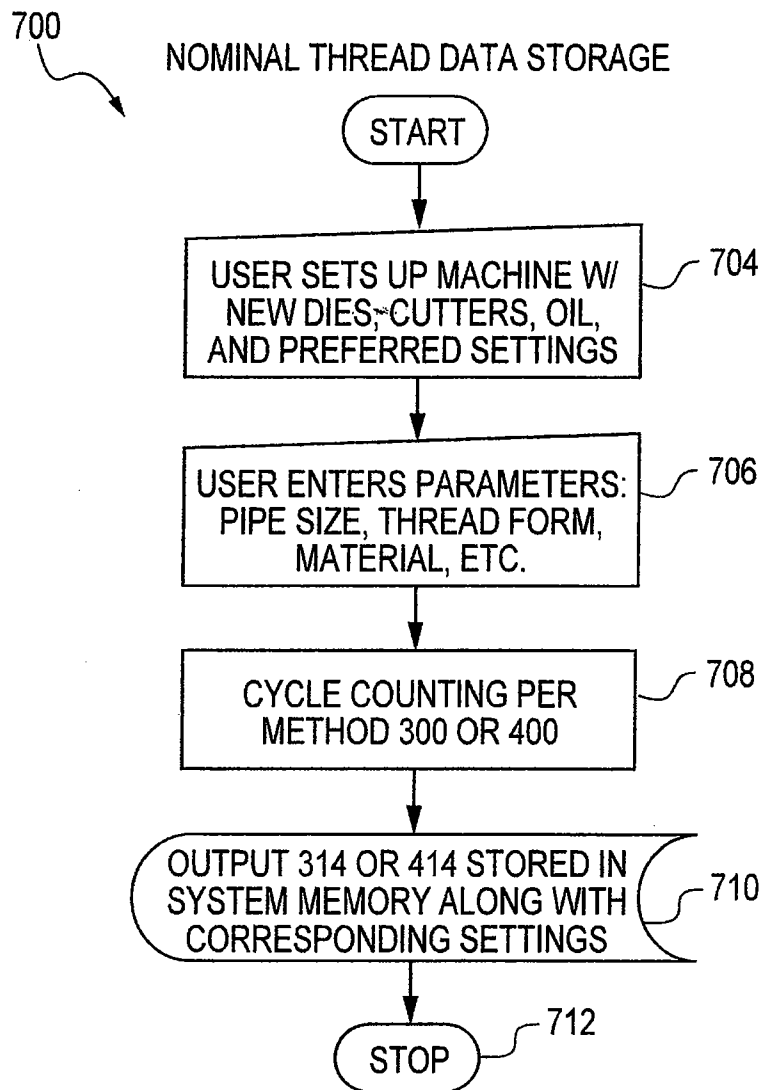 700
NOMINAL THREAD DATA STORAGE
START
USER SETS UP MACHINE W/
NEW DIES, CUTTERS, OIL,
AND PREFERRED SETTINGS
704
USER ENTERS PARAMETERS:
PIPE SIZE, THREAD FORM,
MATERIAL, ETC.
706
CYCLE COUNTING PER
METHOD 300 OR 400
708
OUTPUT 314 OR 414 STORED IN
SYSTEM MEMORY ALONG WITH
CORRESPONDING SETTINGS
710
STOP
712